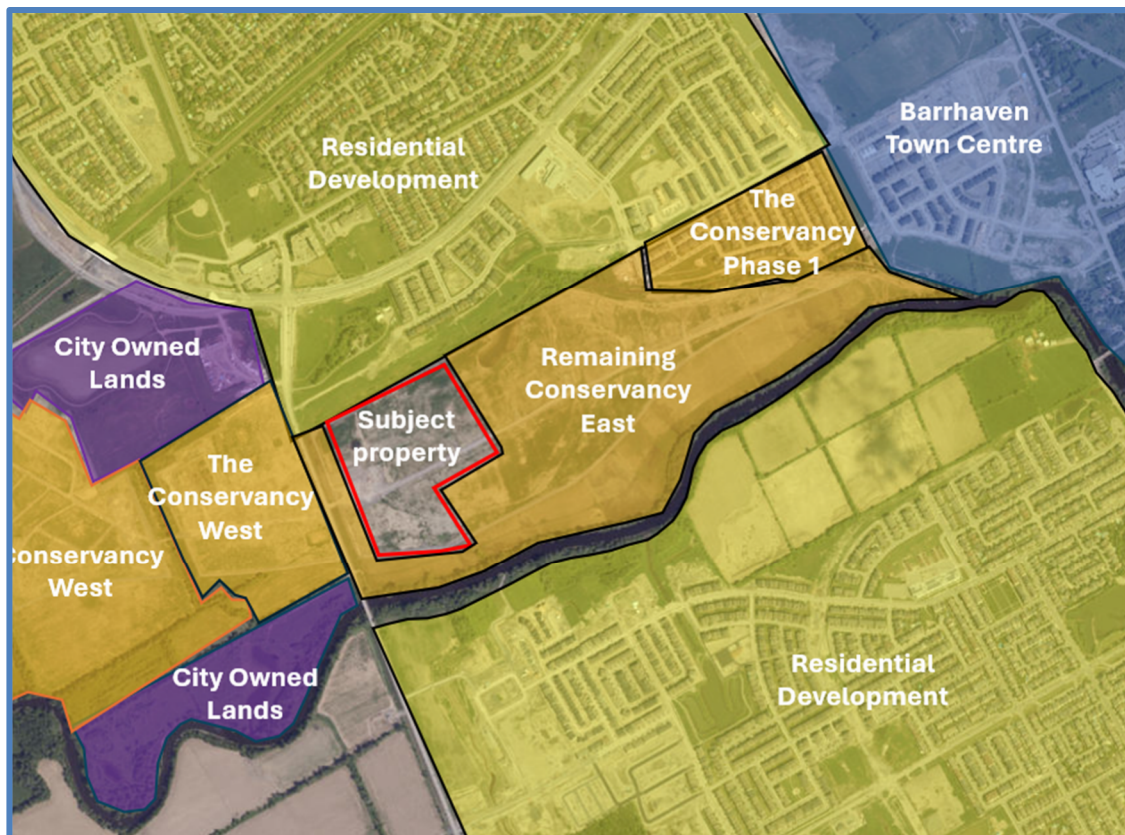 Barrhaven
Town Centre
Residential
Development
The
Conservancy
Phase 1
City Owned
Lands
Remaining
Conservancy
East
Subject
property
The
Conservancy
West
Conservancy
West
City Owned
Lands
Residential
Development